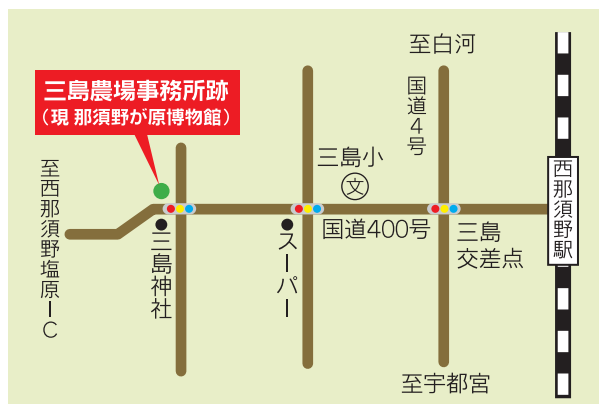 至白河
国道4号
三島農場事務所跡
（現 那須野が原博物館）
三島小
文
至西那須野塩原IC
西那須野駅
国道400号
三島
交差点
三島神社
スーパー
至宇都宮